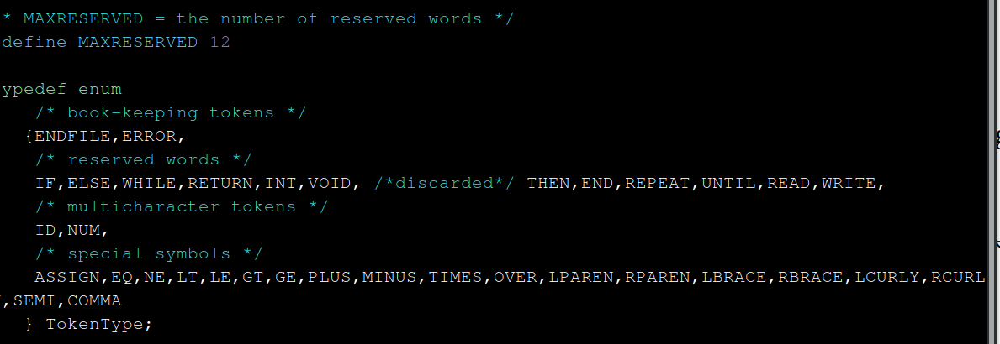 * MAXRESERVED = the number of reserved words */
define MAXRESERVED 12
ypedef enum
/* book-keeping tokens */
{ENDFILE,ERROR,
/* reserved words */
IF,ELSE,WHILE,RETURN,INT,VOID, /*discarded*/ THEN,END,REPEAT,UNTIL,READ,WRITE,
/* multicharacter tokens */
ID,NUM,
/* special symbols */
ASSIGN,EQ,NE,LT,LE,GT,GE,PLUS,MINUS,TIMES,OVER,LPAREN,RPAREN,LBRACE,RBRACE,LCURLY,RCURL
,SEMI,COMMA
} TokenType;